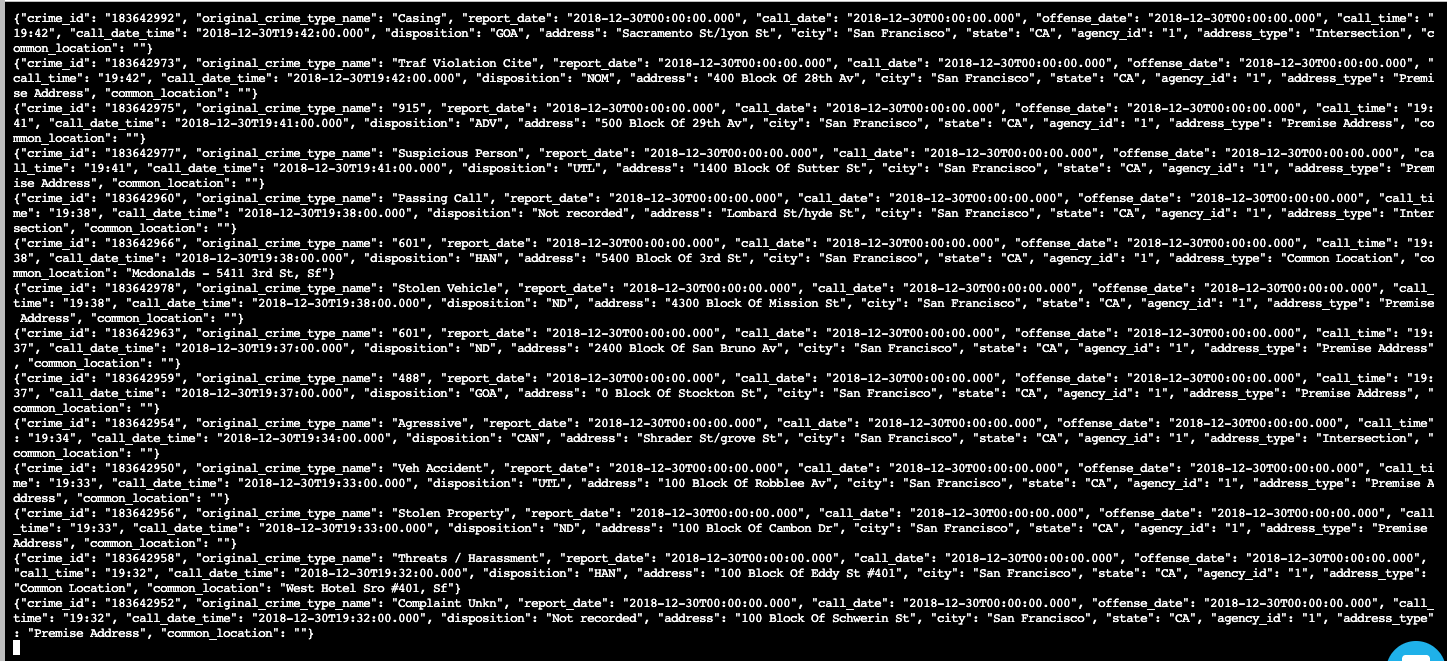 {"crime_id": "183642992", "original_crime_type_name": "Casing", "report_date": "2018-12-30T00:00:00.000", "call_date": "2018-12-30T00:00:00.000", "offense_date": "2018-12-30T00:00:00.000", "call_time": "
19:42", "call_date_time": "2018-12-30T19:42:00.000", "disposition": "GOA", "address": "Sacramento St/lyon St", "city": "San Francisco", "state": "CA", "agency_id": "1", "address_type": "Intersection", "c
ommon_location": ""}
{"crime_id": "183642973", "original_crime_type_name": "Traf Violation Cite", "report_date": "2018-12-30T00:00:00.000", "call_date": "2018-12-30T00:00:00.000", "offense_date": "2018-12-30T00:00:00.000", "
call_time": "19:42", "call_date_time": "2018-12-30T19:42:00.000", "disposition": "NOM", "address": "400 Block Of 28th Av", "city": "San Francisco", "state": "CA", "agency_id": "1", "address_type": "Premi
se Address", "common_location": ""}
{"crime_id": "183642975", "original_crime_type_name": "915", "report_date": "2018-12-30T00:00:00.000", "call_date": "2018-12-30T00:00:00.000", "offense_date": "2018-12-30T00:00:00.000", "call_time": "19:
41", "call_date_time": "2018-12-30T19:41:00.000", "disposition": "ADV", "address": "500 Block Of 29th Av", "city": "San Francisco", "state": "CA", "agency_id": "1", "address_type": "Premise Address", "co
mmon_location": ""}
{"crime_id": "183642977", "original_crime_type_name": "Suspicious Person", "report_date": "2018-12-30T00:00:00.000", "call_date": "2018-12-30T00:00:00.000", "offense_date": "2018-12-30T00:00:00.000", "ca
ll_time": "19:41", "call_date_time": "2018-12-30T19:41:00.000", "disposition": "UTL", "address": "1400 Block Of Sutter St", "city": "San Francisco", "state": "CA", "agency_id": "1", "address_type": "Prem
ise Address", "common_location": ""}
{"crime_id": "183642960", "original_crime_type_name": "Passing Call", "report_date": "2018-12-30T00:00:00.000", "call_date": "2018-12-30T00:00:00.000", "offense_date": "2018-12-30T00:00:00.000", "call_ti
me": "19:38", "call_date_time": "2018-12-30T19:38:00.000", "disposition": "Not recorded", "address": "Lombard St/hyde St", "city": "San Francisco", "state": "CA", "agency_id": "1", "address_type": "Inter
section", "common_location": ""}
{"crime_id": "183642966", "original_crime_type_name": "601", "report_date": "2018-12-30T00:00:00.000", "call_date": "2018-12-30T00:00:00.000", "offense_date": "2018-12-30T00:00:00.000", "call_time": "19:
38", "call_date_time": "2018-12-30T19:38:00.000", "disposition": "HAN", "address": "5400 Block Of 3rd St", "city": "San Francisco", "state": "CA", "agency_id": "1", "address_type": "Common Location", "co
mmon_location": "Mcdonalds - 5411 3rd St, Sf"}
{"crime_id": "183642978", "original_crime_type_name": "Stolen Vehicle", "report_date": "2018-12-30T00:00:00.000", "call_date": "2018-12-30T00:00:00.000", "offense_date": "2018-12-30T00:00:00.000", "call_
time": "19:38", "call_date_time": "2018-12-30T19:38:00.000", "disposition": "ND", "address": "4300 Block Of Mission St", "city": "San Francisco", "state": "CA", "agency_id": "1", "address_type": "Premise
 Address", "common_location": ""}
{"crime_id": "183642963", "original_crime_type_name": "601", "report_date": "2018-12-30T00:00:00.000", "call_date": "2018-12-30T00:00:00.000", "offense_date": "2018-12-30T00:00:00.000", "call_time": "19:
37", "call_date_time": "2018-12-30T19:37:00.000", "disposition": "ND", "address": "2400 Block Of San Bruno Av", "city": "San Francisco", "state": "CA", "agency_id": "1", "address_type": "Premise Address"
, "common_location": ""}
{"crime_id": "183642959", "original_crime_type_name": "488", "report_date": "2018-12-30T00:00:00.000", "call_date": "2018-12-30T00:00:00.000", "offense_date": "2018-12-30T00:00:00.000", "call_time": "19:
37", "call_date_time": "2018-12-30T19:37:00.000", "disposition": "GOA", "address": "0 Block Of Stockton St", "city": "San Francisco", "state": "CA", "agency_id": "1", "address_type": "Premise Address", "
common_location": ""}
{"crime_id": "183642954", "original_crime_type_name": "Agressive", "report_date": "2018-12-30T00:00:00.000", "call_date": "2018-12-30T00:00:00.000", "offense_date": "2018-12-30T00:00:00.000", "call_time"
: "19:34", "call_date_time": "2018-12-30T19:34:00.000", "disposition": "CAN", "address": "Shrader St/grove St", "city": "San Francisco", "state": "CA", "agency_id": "1", "address_type": "Intersection", "
common_location": ""}
{"crime_id": "183642950", "original_crime_type_name": "Veh Accident", "report_date": "2018-12-30T00:00:00.000", "call_date": "2018-12-30T00:00:00.000", "offense_date": "2018-12-30T00:00:00.000", "call_ti
me": "19:33", "call_date_time": "2018-12-30T19:33:00.000", "disposition": "UTL", "address": "100 Block Of Robblee Av", "city": "San Francisco", "state": "CA", "agency_id": "1", "address_type": "Premise A
ddress", "common_location": ""}
{"crime_id": "183642956", "original_crime_type_name": "Stolen Property", "report_date": "2018-12-30T00:00:00.000", "call_date": "2018-12-30T00:00:00.000", "offense_date": "2018-12-30T00:00:00.000", "call
_time": "19:33", "call_date_time": "2018-12-30T19:33:00.000", "disposition": "ND", "address": "100 Block Of Cambon Dr", "city": "San Francisco", "state": "CA", "agency_id": "1", "address_type": "Premise
Address", "common_location": ""}
{"crime_id": "183642958", "original_crime_type_name": "Threats / Harassment", "report_date": "2018-12-30T00:00:00.000", "call_date": "2018-12-30T00:00:00.000", "offense_date": "2018-12-30T00:00:00.000",
"call_time": "19:32", "call_date_time": "2018-12-30T19:32:00.000", "disposition": "HAN", "address": "100 Block Of Eddy St #401", "city": "San Francisco", "state": "CA", "agency_id": "1", "address_type":
"Common Location", "common_location": "West Hotel Sro #401, Sf"}
{"crime_id": "183642952", "original_crime_type_name": "Complaint Unkn", "report_date": "2018-12-30T00:00:00.000", "call_date": "2018-12-30T00:00:00.000", "offense_date": "2018-12-30T00:00:00.000", "call_
time": "19:32", "call_date_time": "2018-12-30T19:32:00.000", "disposition": "Not recorded", "address": "100 Block Of Schwerin St", "city": "San Francisco", "state": "CA", "agency_id": "1", "address_type"
: "Premise Address", "common_location": ""}